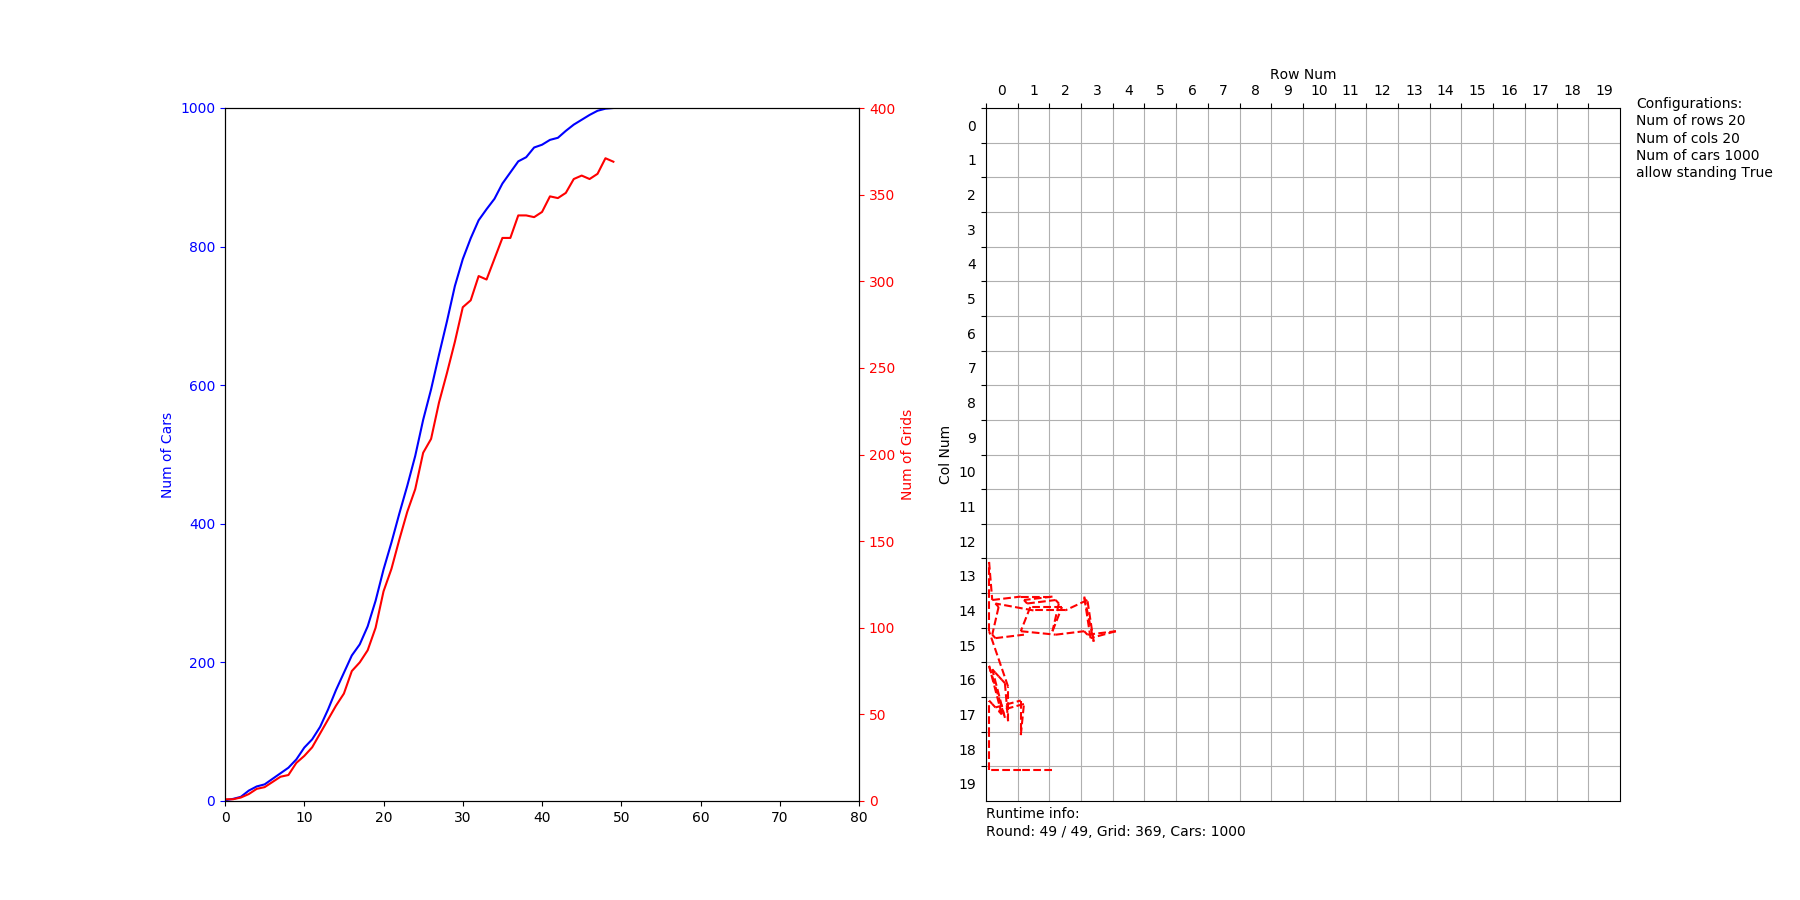 Num of Cars
1000
800
600
400
200
0
0 10 20 30 40 50 60 70 80
400
350
300
250
200
150
100
50
0
Num of Grids
Row Num
0 1 2 3 4 5 6 7 8 9 10 11 12 13 14 15 16 17 18 19
Col Num
0
1
2
3
4
5
6
7
8
9
10
11
12
13
14
15
16
17
18
19
Configurations:
Num of rows 20
Num of cols 20
Num of cars 1000
allow standing True
Runtime info:
Round: 49 / 49, Grid: 369, Cars: 1000